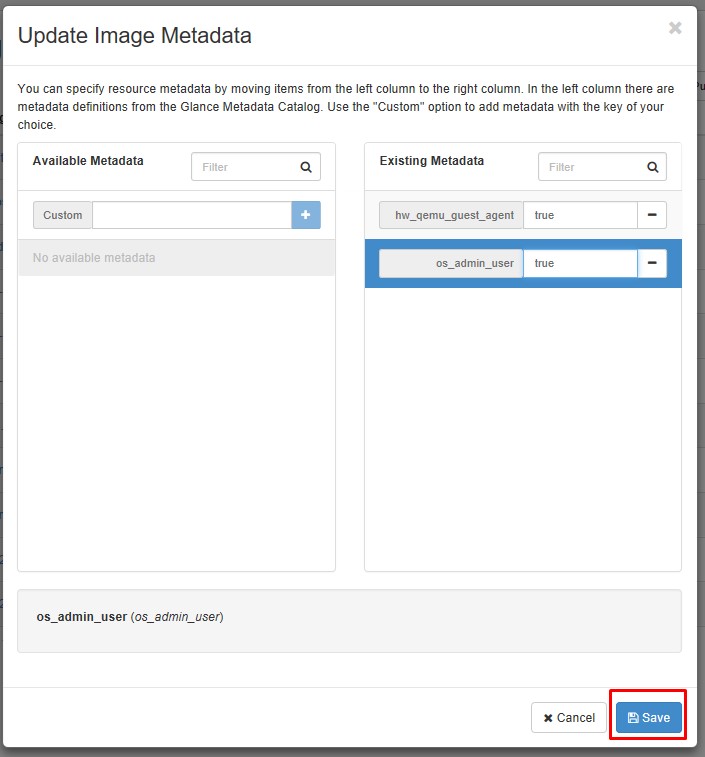 Update Image Metadata
You can specify resource metadata by moving items from the left column to the right column. In the left column there are
metadata definitions from the Glance Metadata Catalog. Use the "Custom" option to add metadata with the key of your
choice.
Available Metadata
Filter
Custom
No available metadata
Existing Metadata
Filter
hw_qemu_guest_agent true
os_admin_user true
os_admin_user (os_admin_user)
Cancel
Save